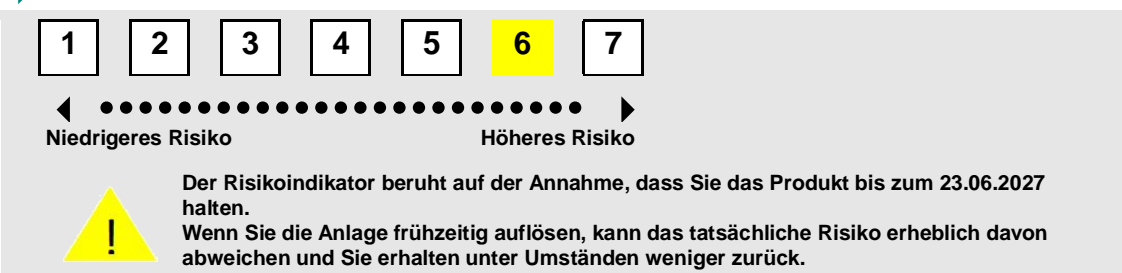 1 2 3 4 5 6 7
Niedrigeres Risiko Höheres Risiko
Der Risikoindikator beruht auf der Annahme, dass Sie das Produkt bis zum 23.06.2027
halten.
Wenn Sie die Anlage frühzeitig auflösen, kann das tatsächliche Risiko erheblich davon
abweichen und Sie erhalten unter Umständen weniger zurück.
!